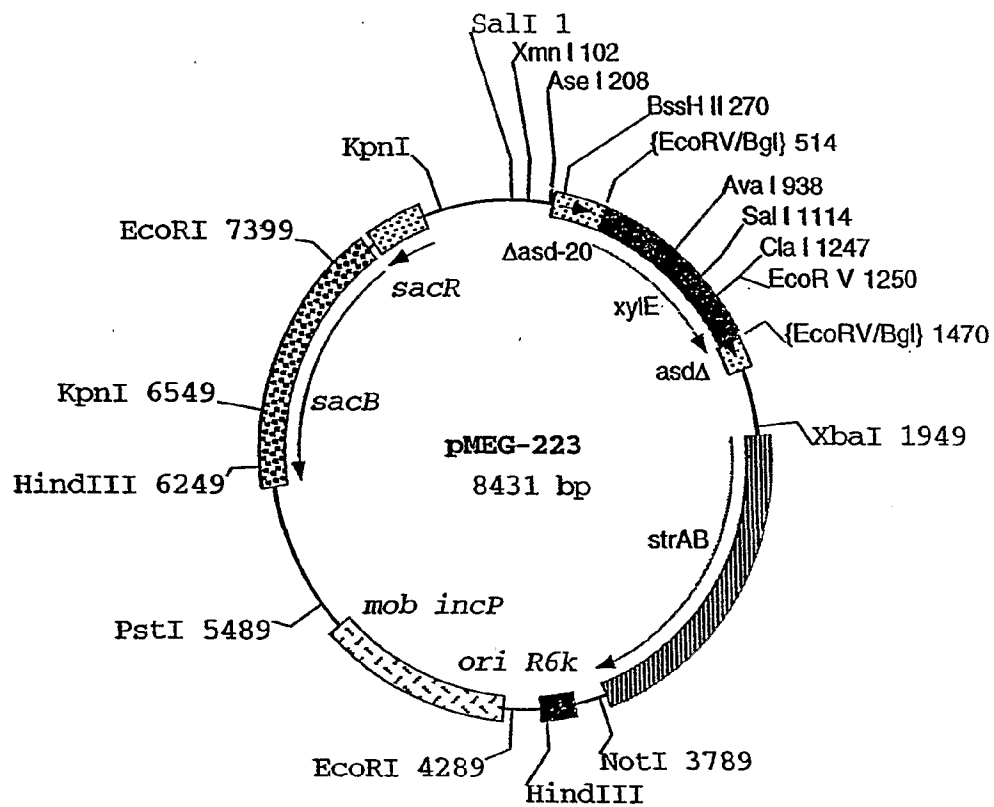 SalI 1
Xmn I 102
Ase I 208
BssH II 270
{EcoRV/Bgl} 514
KpnI
Ava I 938
Sal I 1114
Cla I 1247
EcoR V 1250
EcoRI 7399
Δasd-20
sacR
xylE
{EcoRV/Bgl} 1470
asdΔ
KpnI 6549
sacB
XbaI 1949
pMEG-223
HindIII 6249
8431 bp
strAB
mob incP
PstI 5489
ori R6k
EcoRI 4289
NotI 3789
HindIII